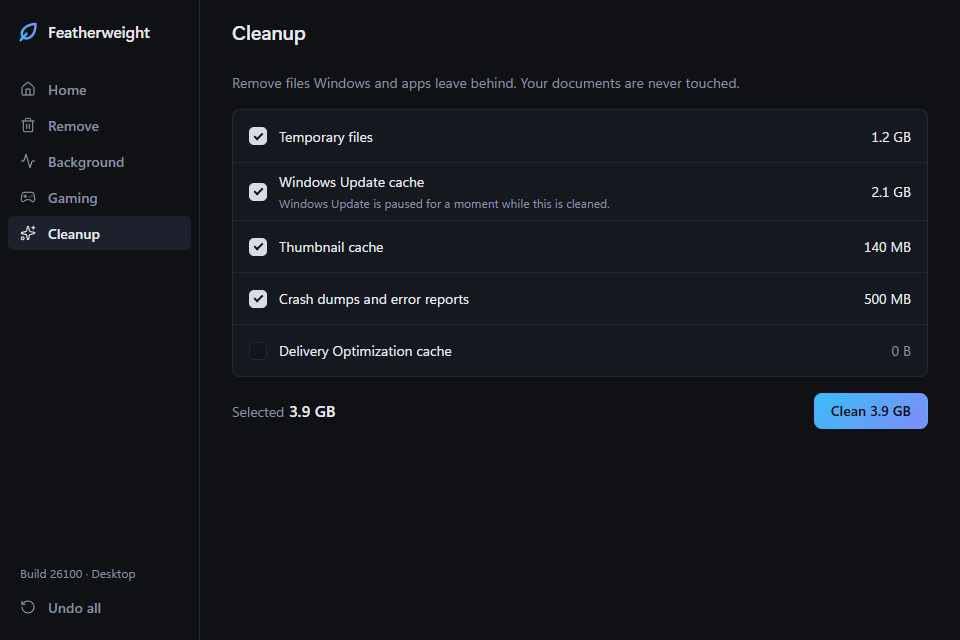 Featherweight
Home
Remove
Background
Gaming
Cleanup
Build 26100 · Desktop
Undo all
Cleanup
Remove files Windows and apps leave behind. Your documents are never touched.
Temporary files 1.2 GB
Windows Update cache 2.1 GB
Windows Update is paused for a moment while this is cleaned.
Thumbnail cache 140 MB
Crash dumps and error reports 500 MB
Delivery Optimization cache 0 B
Selected 3.9 GB Clean 3.9 GB